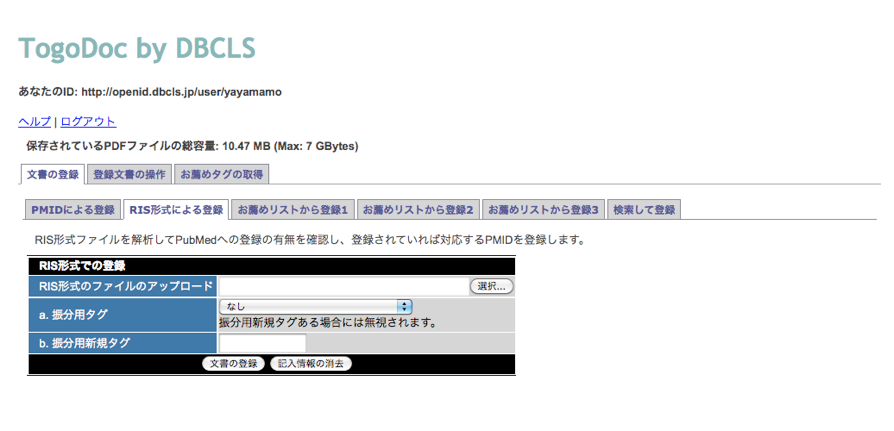 TogoDoc by DBCLS
あなたのID: http://openid.dbcls.jp/user/yayamamo
ヘルプ | ログアウト
保存されているPDFファイルの総容量: 10.47 MB (Max: 7 GBytes)
文書の登録 登録文書の操作 お薦めタグの取得
PMIDによる登録 RIS形式による登録 お薦めリストから登録1 お薦めリストから登録2 お薦めリストから登録3 検索して登録
RIS形式ファイルを解析してPubMedへの登録の有無を確認し、登録されていれば対応するPMIDを登録します。
RIS形式での登録
RIS形式のファイルのアップロード 選択...
a. 振分用タグ なし
振分用新規タグある場合には無視されます。
b. 振分用新規タグ
文書の登録 記入情報の消去